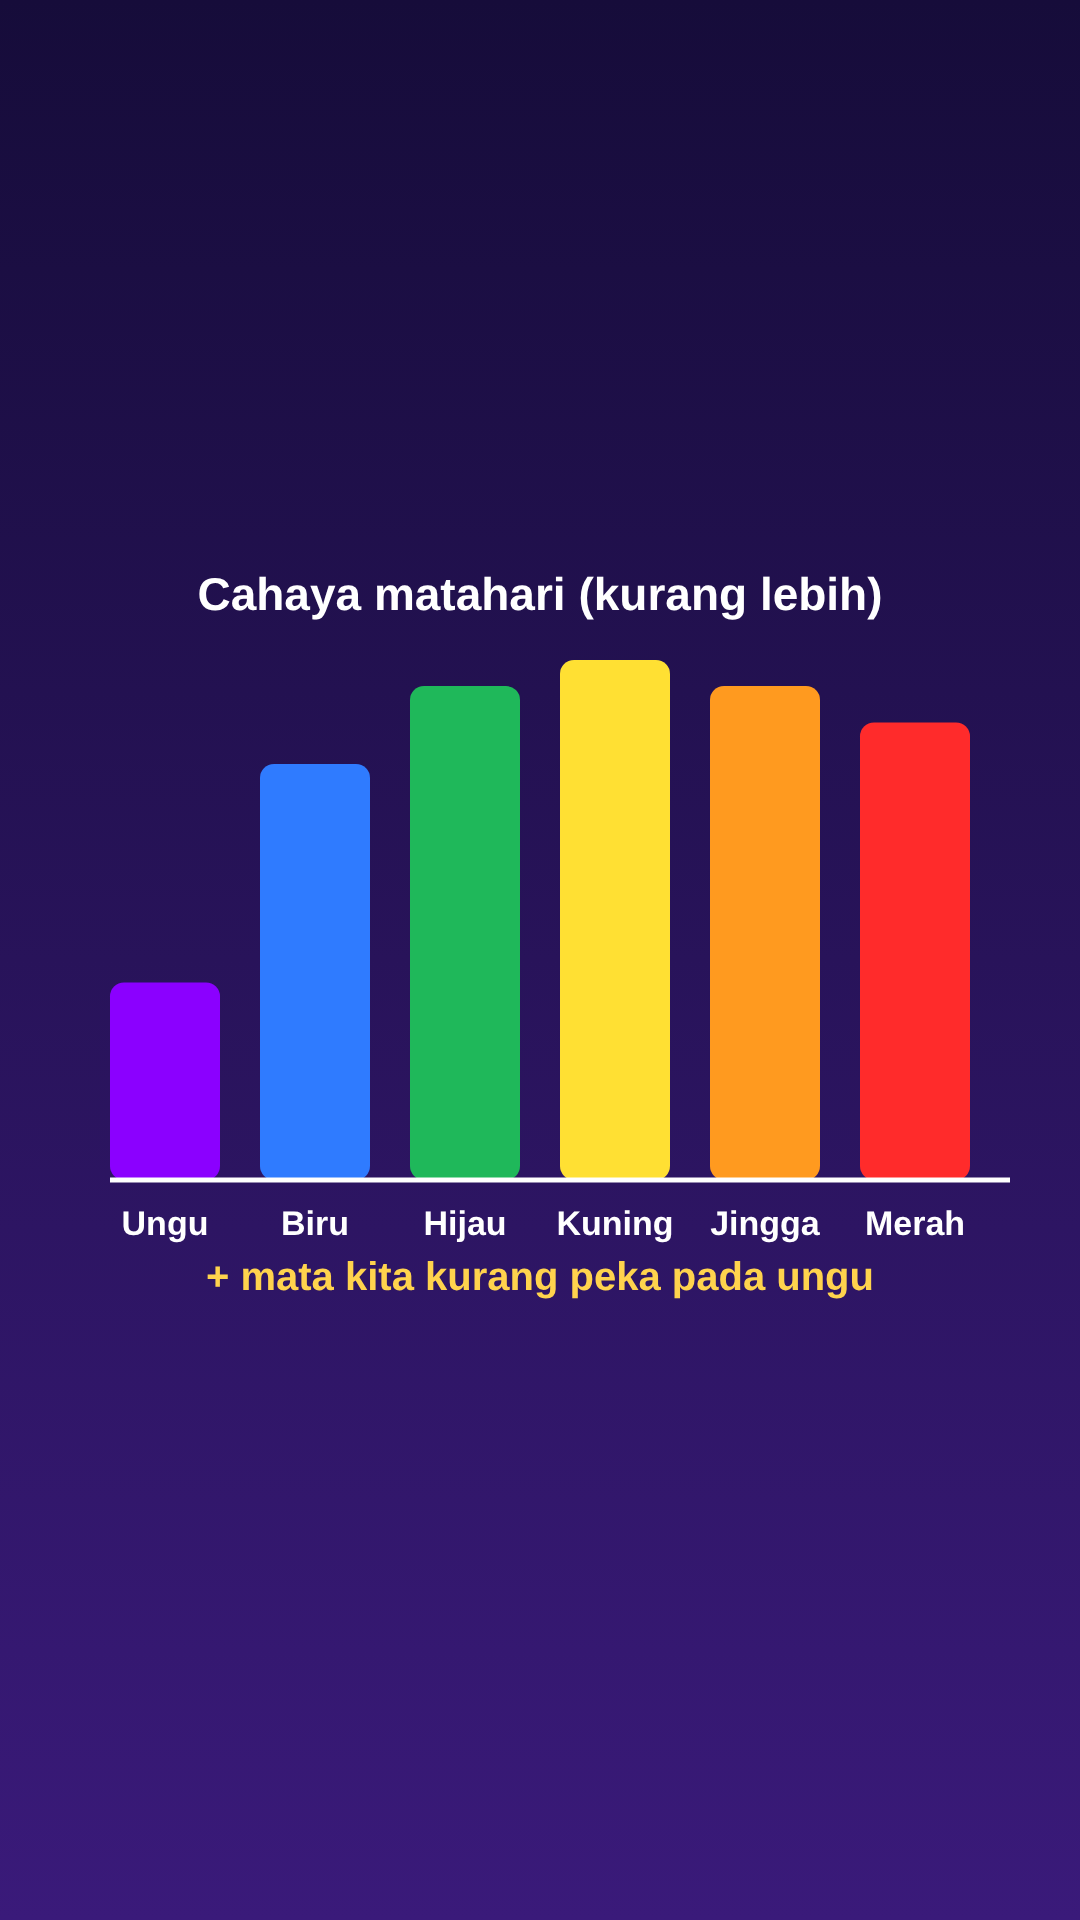 Cahaya matahari (kurang lebih)
Ungu Biru Hijau Kuning Jingga Merah
+ mata kita kurang peka pada ungu